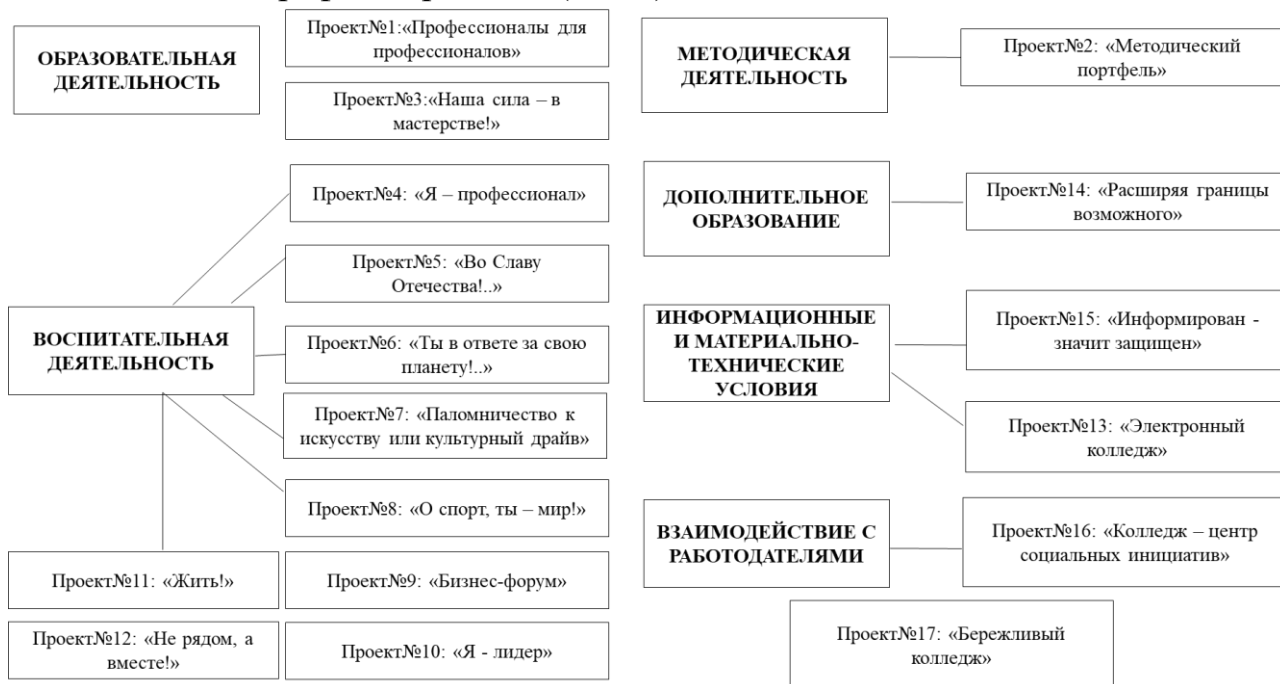 ОБРАЗОВАТЕЛЬНАЯ
ДЕЯТЕЛЬНОСТЬ
Проект№1:«Профессионалы для
профессионалов»
Проект№3:«Наша сила – в
мастерстве!»
ВОСПИТАТЕЛЬНАЯ
ДЕЯТЕЛЬНОСТЬ
Проект№4: «Я – профессионал»
Проект№5: «Во Славу
Отечества!..»
Проект№6: «Ты в ответе за свою
планету!..»
Проект№7: «Паломничество к
искусству или культурный драйв»
Проект№8: «О спорт, ты – мир!»
Проект№11: «Жить!»
Проект№9: «Бизнес-форум»
Проект№12: «Не рядом, а
вместе!»
Проект№10: «Я - лидер»
МЕТОДИЧЕСКАЯ
ДЕЯТЕЛЬНОСТЬ
Проект№2: «Методический
портфель»
ДОПОЛНИТЕЛЬНОЕ
ОБРАЗОВАНИЕ
Проект№14: «Расширяя границы
возможного»
ИНФОРМАЦИОННЫЕ
И МАТЕРИАЛЬНО-
ТЕХНИЧЕСКИЕ
УСЛОВИЯ
Проект№15: «Информирован -
значит защищен»
Проект№13: «Электронный
колледж»
ВЗАИМОДЕЙСТВИЕ С
РАБОТОДАТЕЛЯМИ
Проект№16: «Колледж – центр
социальных инициатив»
Проект№17: «Бережливый
колледж»